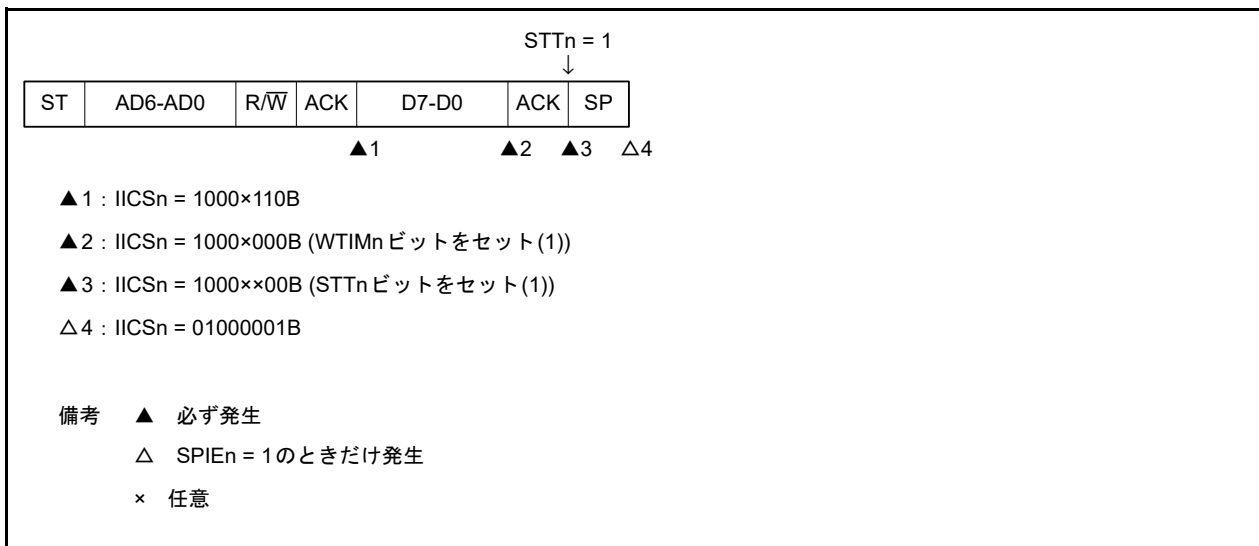 STTn = 1
↓
ST AD6-AD0 R/W̅ ACK D7-D0 ACK SP
▲1 ▲2 ▲3 △4
▲1：IICSn = 1000×110B
▲2：IICSn = 1000×000B (WTIMnビットをセット(1))
▲3：IICSn = 1000××00B (STTnビットをセット(1))
△4：IICSn = 01000001B
備考 ▲ 必ず発生
△ SPIEn = 1のときだけ発生
× 任意